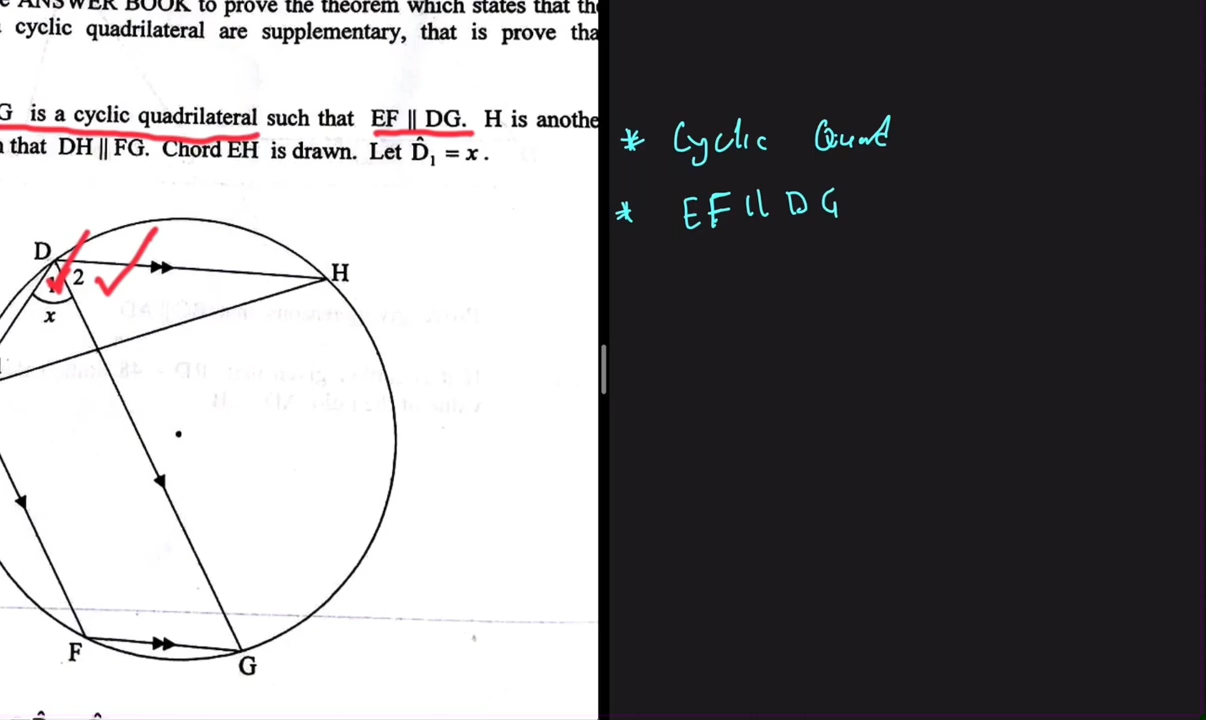 ANSWER BOOK to prove the theorem which states that the
cyclic quadrilateral are supplementary, that is prove tha
G is a cyclic quadrilateral such that EF || DG. H is anothe
that DH || FG. Chord EH is drawn. Let D̂₁ = x.
* Cyclic Quad
* EF || DG
D
H
1 2
x
F
G